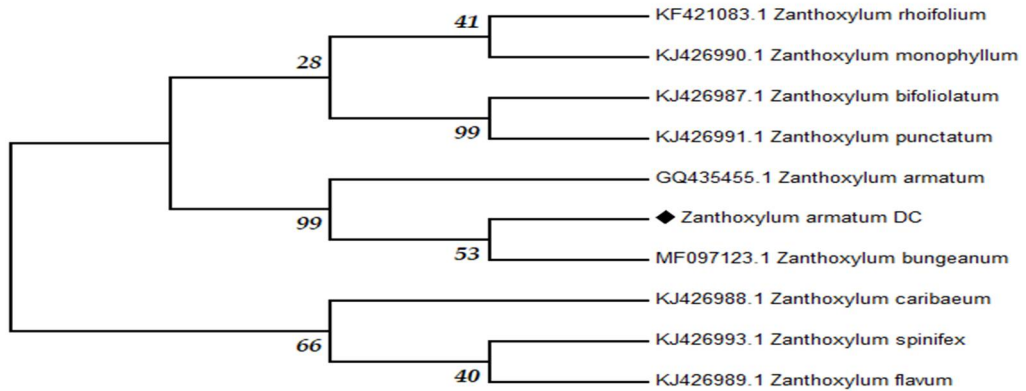 41
KF421083.1 Zanthoxylum rhoifolium
KJ426990.1 Zanthoxylum monophyllum
28
KJ426987.1 Zanthoxylum bifoliolatum
99
KJ426991.1 Zanthoxylum punctatum
GQ435455.1 Zanthoxylum armatum
99
◆ Zanthoxylum armatum DC
53
MF097123.1 Zanthoxylum bungeanum
KJ426988.1 Zanthoxylum caribaeum
66
KJ426993.1 Zanthoxylum spinifex
40
KJ426989.1 Zanthoxylum flavum